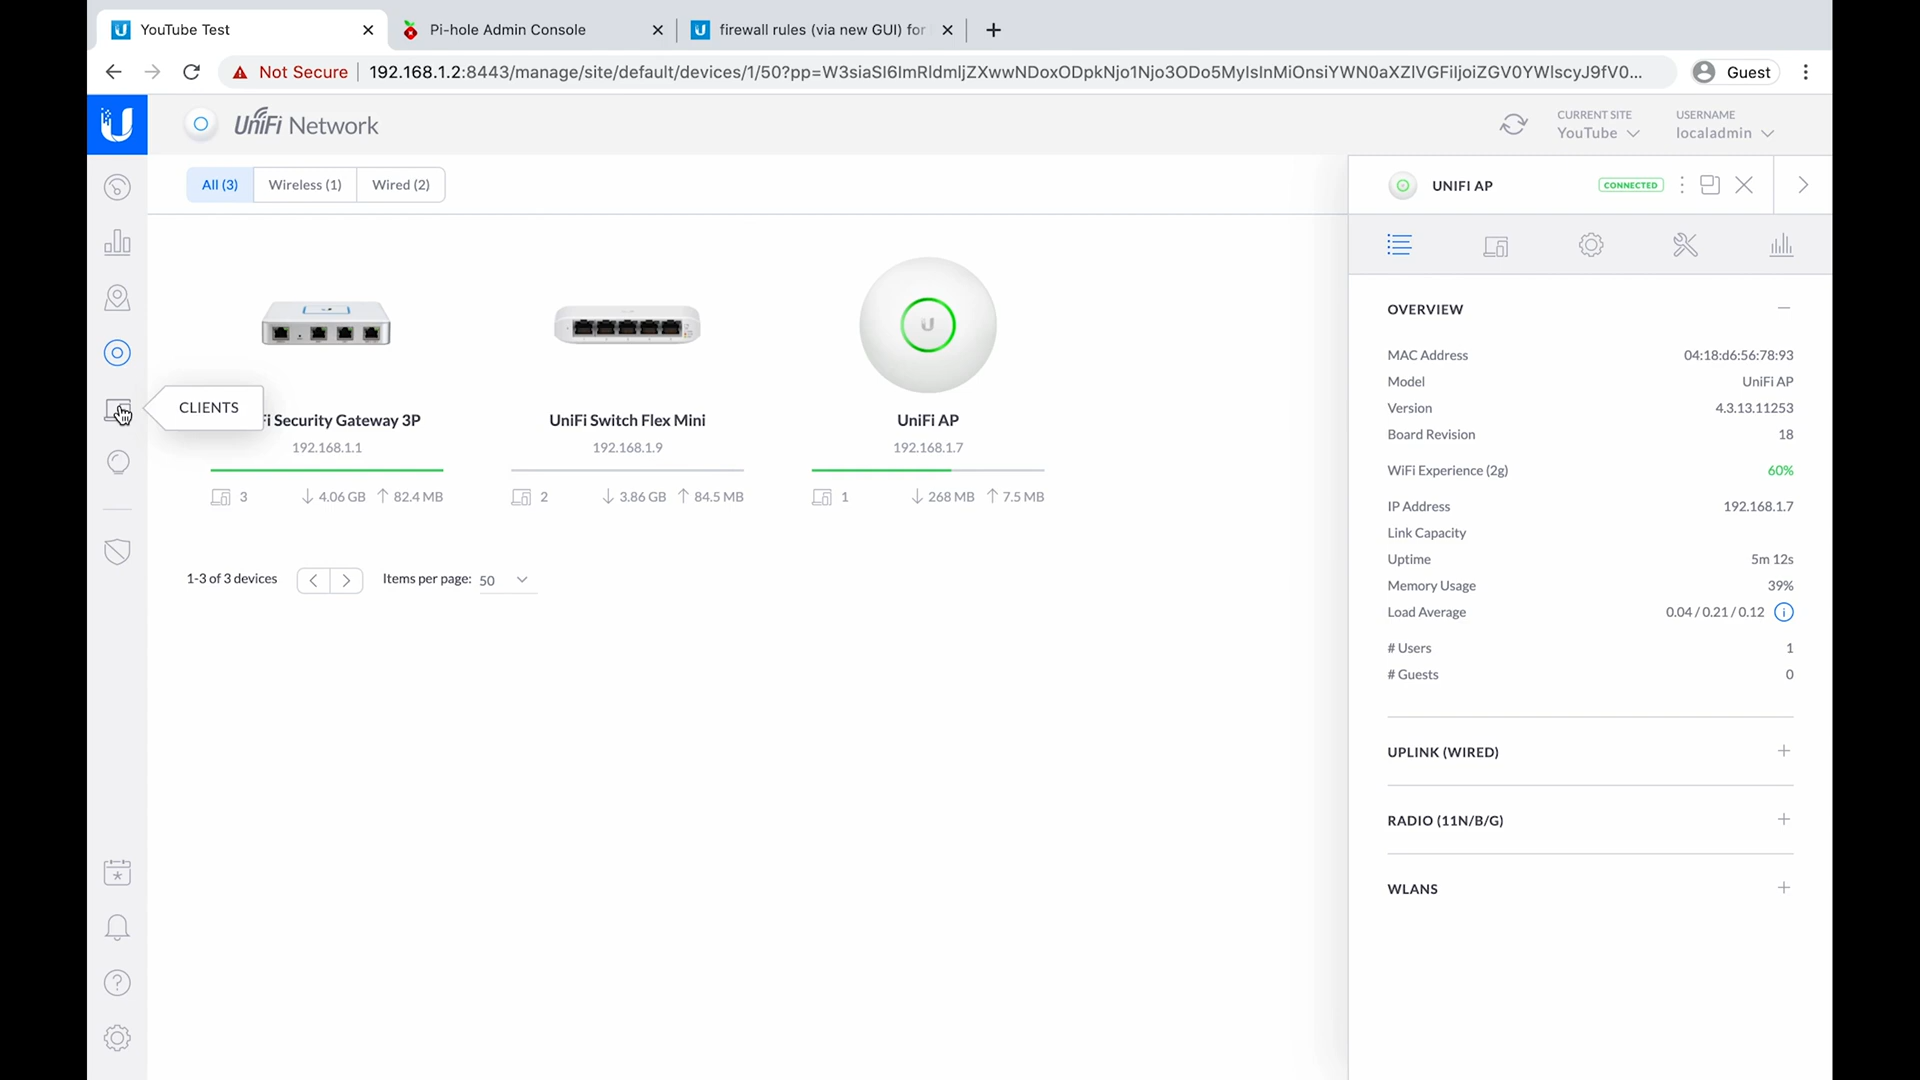 YouTube Test
Pi-hole Admin Console
firewall rules (via new GUI) for
Not Secure
192.168.1.2:8443/manage/site/default/devices/1/50?pp=W3siaSI6ImRldmljZXwwNDoxODpkNjo1Njo3ODo5MyIsInMiOnsiYWN0aXZlVGFiIjoiZGV0YWlscyJ9fV0...
Guest
UniFi Network
CURRENT SITE
YouTube
USERNAME
localadmin
All (3)
Wireless (1)
Wired (2)
UNIFI AP
CONNECTED
OVERVIEW
MAC Address 04:18:d6:56:78:93
Model UniFi AP
Version 4.3.13.11253
Board Revision 18
WiFi Experience (2g) 60%
IP Address 192.168.1.7
Link Capacity
Uptime 5m 12s
Memory Usage 39%
Load Average 0.04 / 0.21 / 0.12
# Users 1
# Guests 0
UPLINK (WIRED)
RADIO (11N/B/G)
WLANS
CLIENTS
Fi Security Gateway 3P
192.168.1.1
3 4.06 GB 82.4 MB
UniFi Switch Flex Mini
192.168.1.9
2 3.86 GB 84.5 MB
U
UniFi AP
192.168.1.7
1 268 MB 7.5 MB
1-3 of 3 devices
Items per page: 50